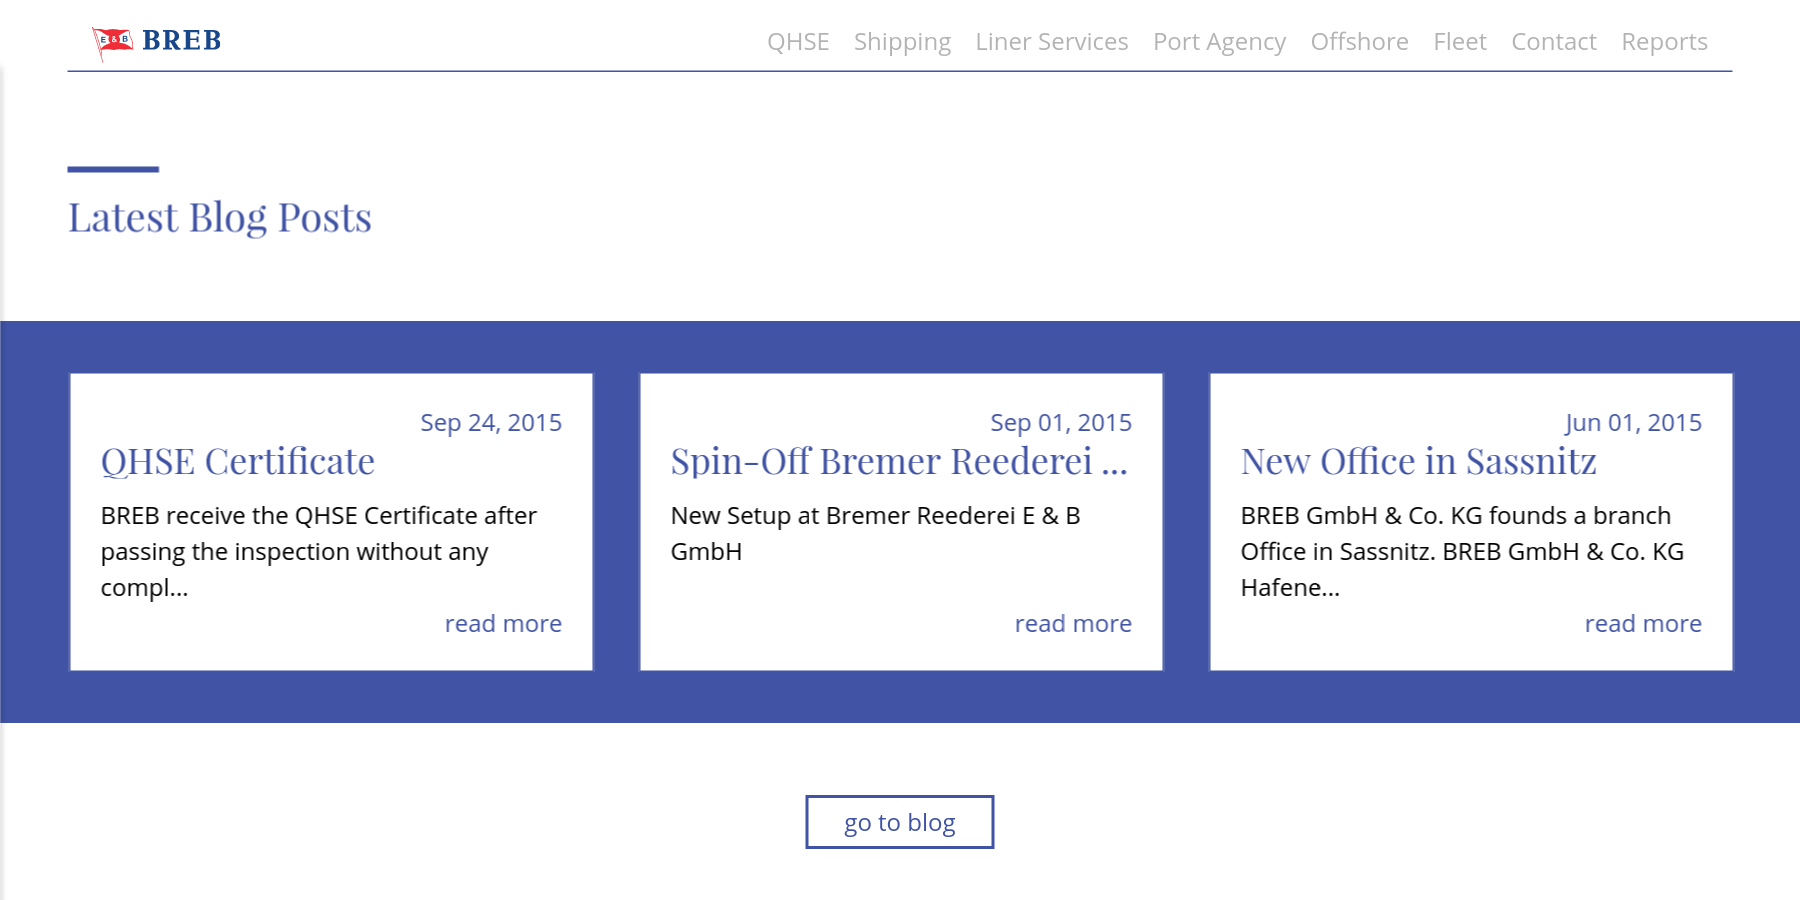 E & B BREB
QHSE Shipping Liner Services Port Agency Offshore Fleet Contact Reports
Latest Blog Posts
Sep 24, 2015
QHSE Certificate
BREB receive the QHSE Certificate after
passing the inspection without any
compl...
read more
Sep 01, 2015
Spin-Off Bremer Reederei ...
New Setup at Bremer Reederei E & B
GmbH
read more
Jun 01, 2015
New Office in Sassnitz
BREB GmbH & Co. KG founds a branch
Office in Sassnitz. BREB GmbH & Co. KG
Hafene...
read more
go to blog